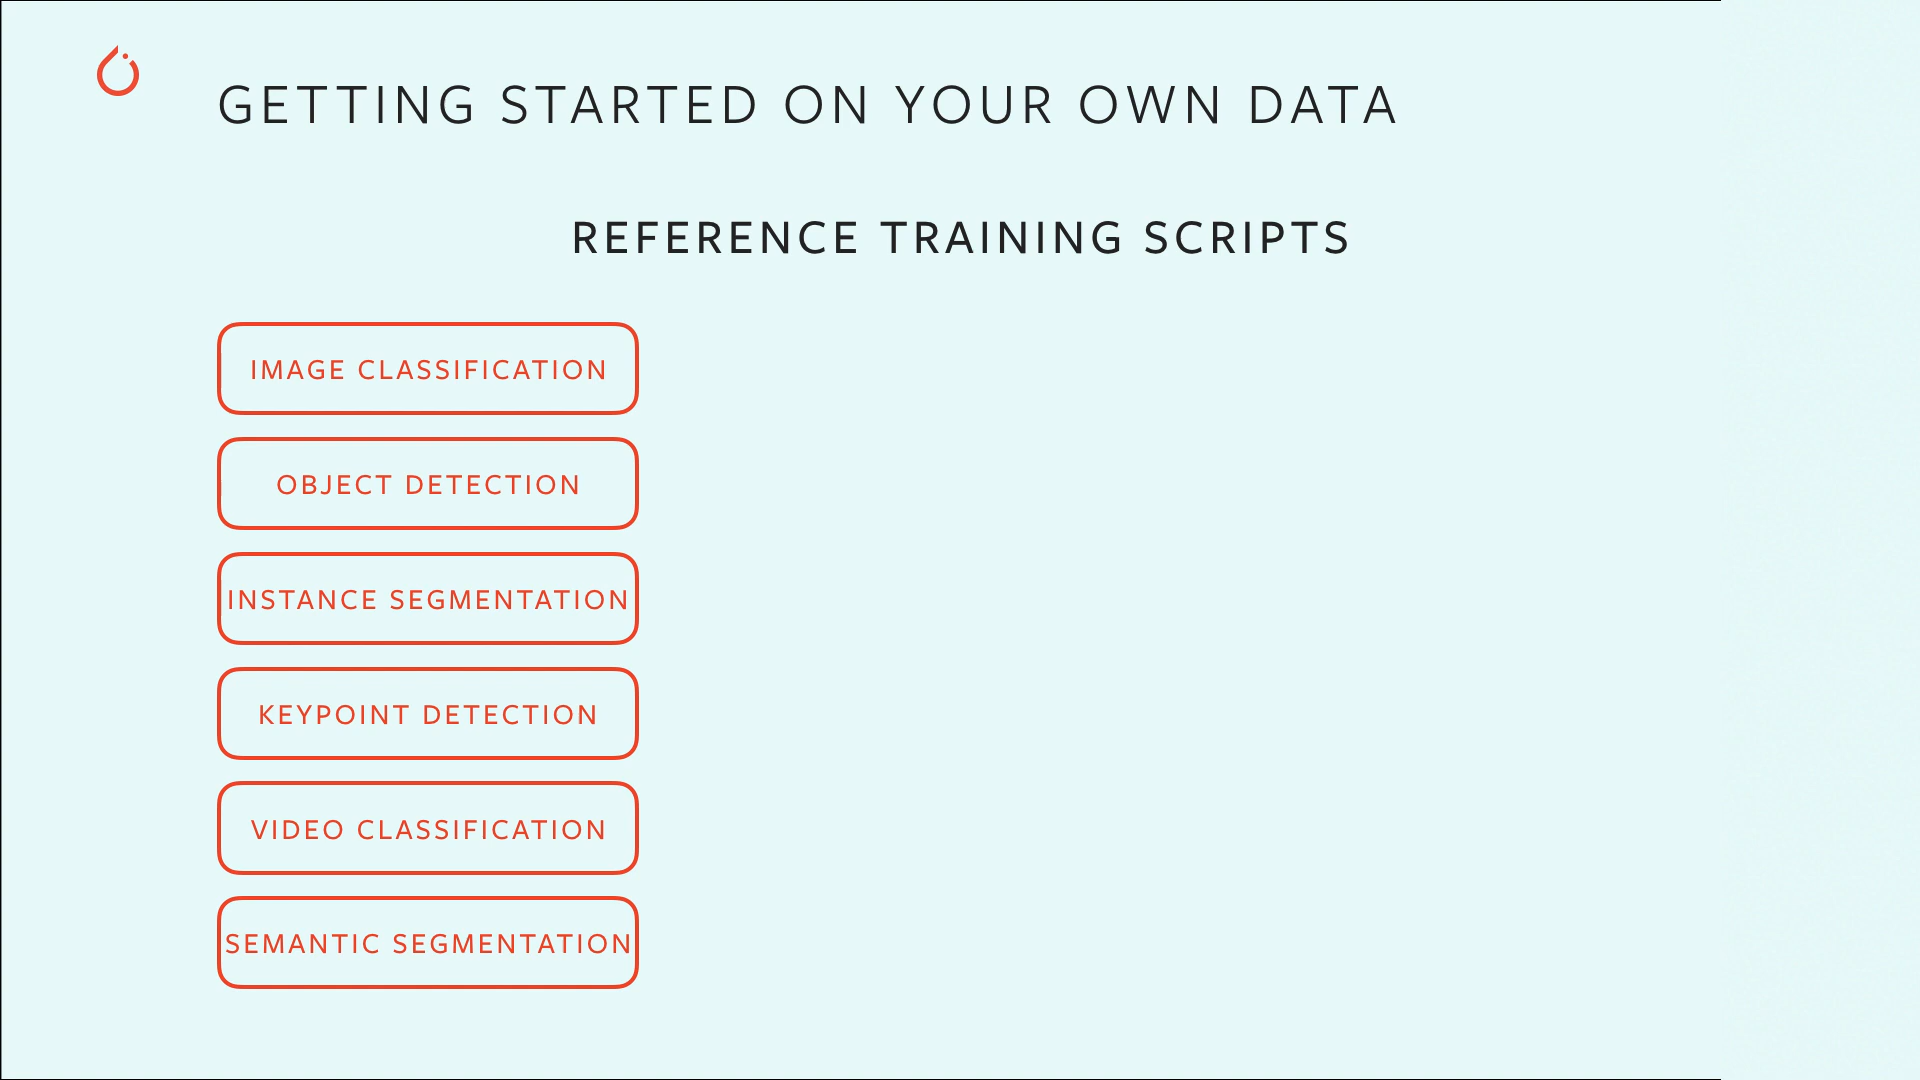 GETTING STARTED ON YOUR OWN DATA
REFERENCE TRAINING SCRIPTS
IMAGE CLASSIFICATION
OBJECT DETECTION
INSTANCE SEGMENTATION
KEYPOINT DETECTION
VIDEO CLASSIFICATION
SEMANTIC SEGMENTATION